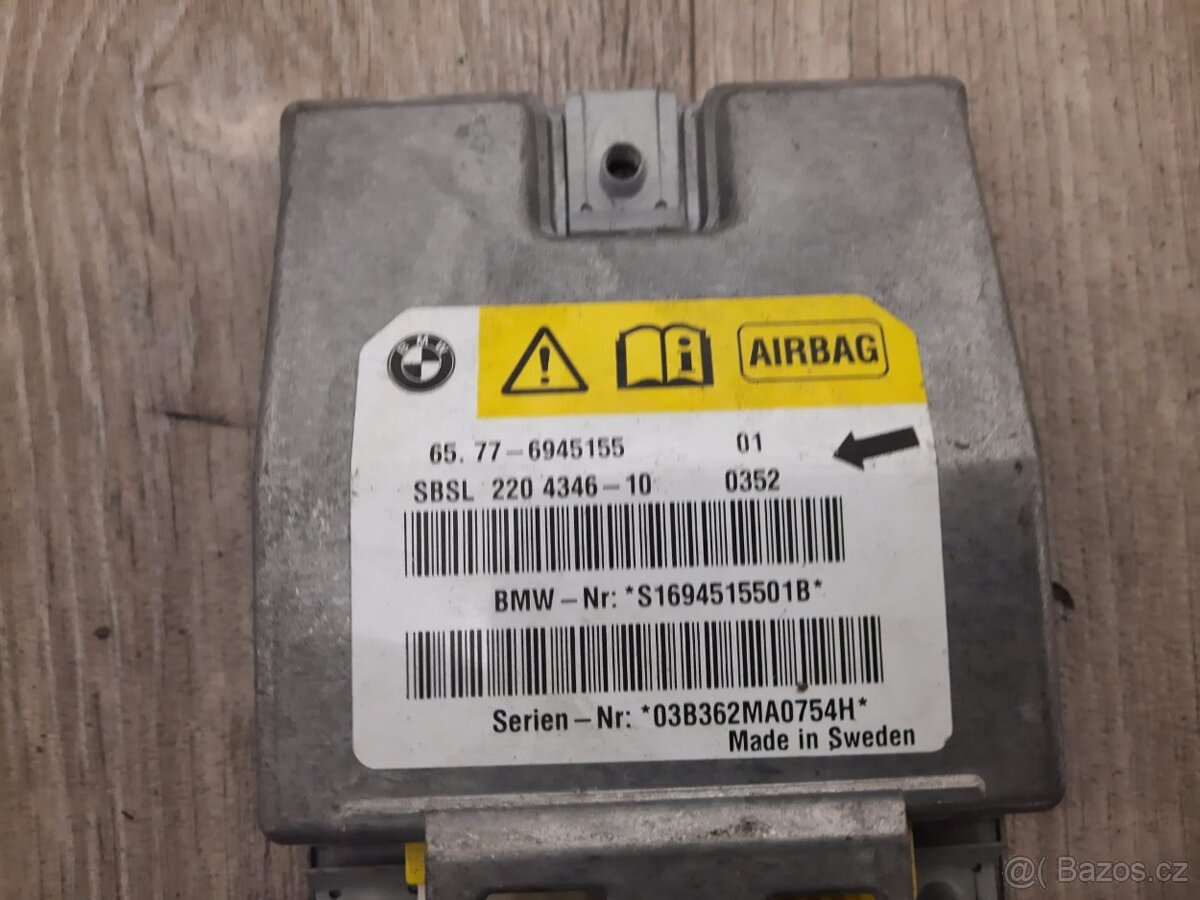 BMW
AIRBAG
65. 77-6945155 01
SBSL 220 4346-10 0352
BMW-Nr: *S1694515501B*
Serien-Nr: *03B362MA0754H*
Made in Sweden
Bazos.cz